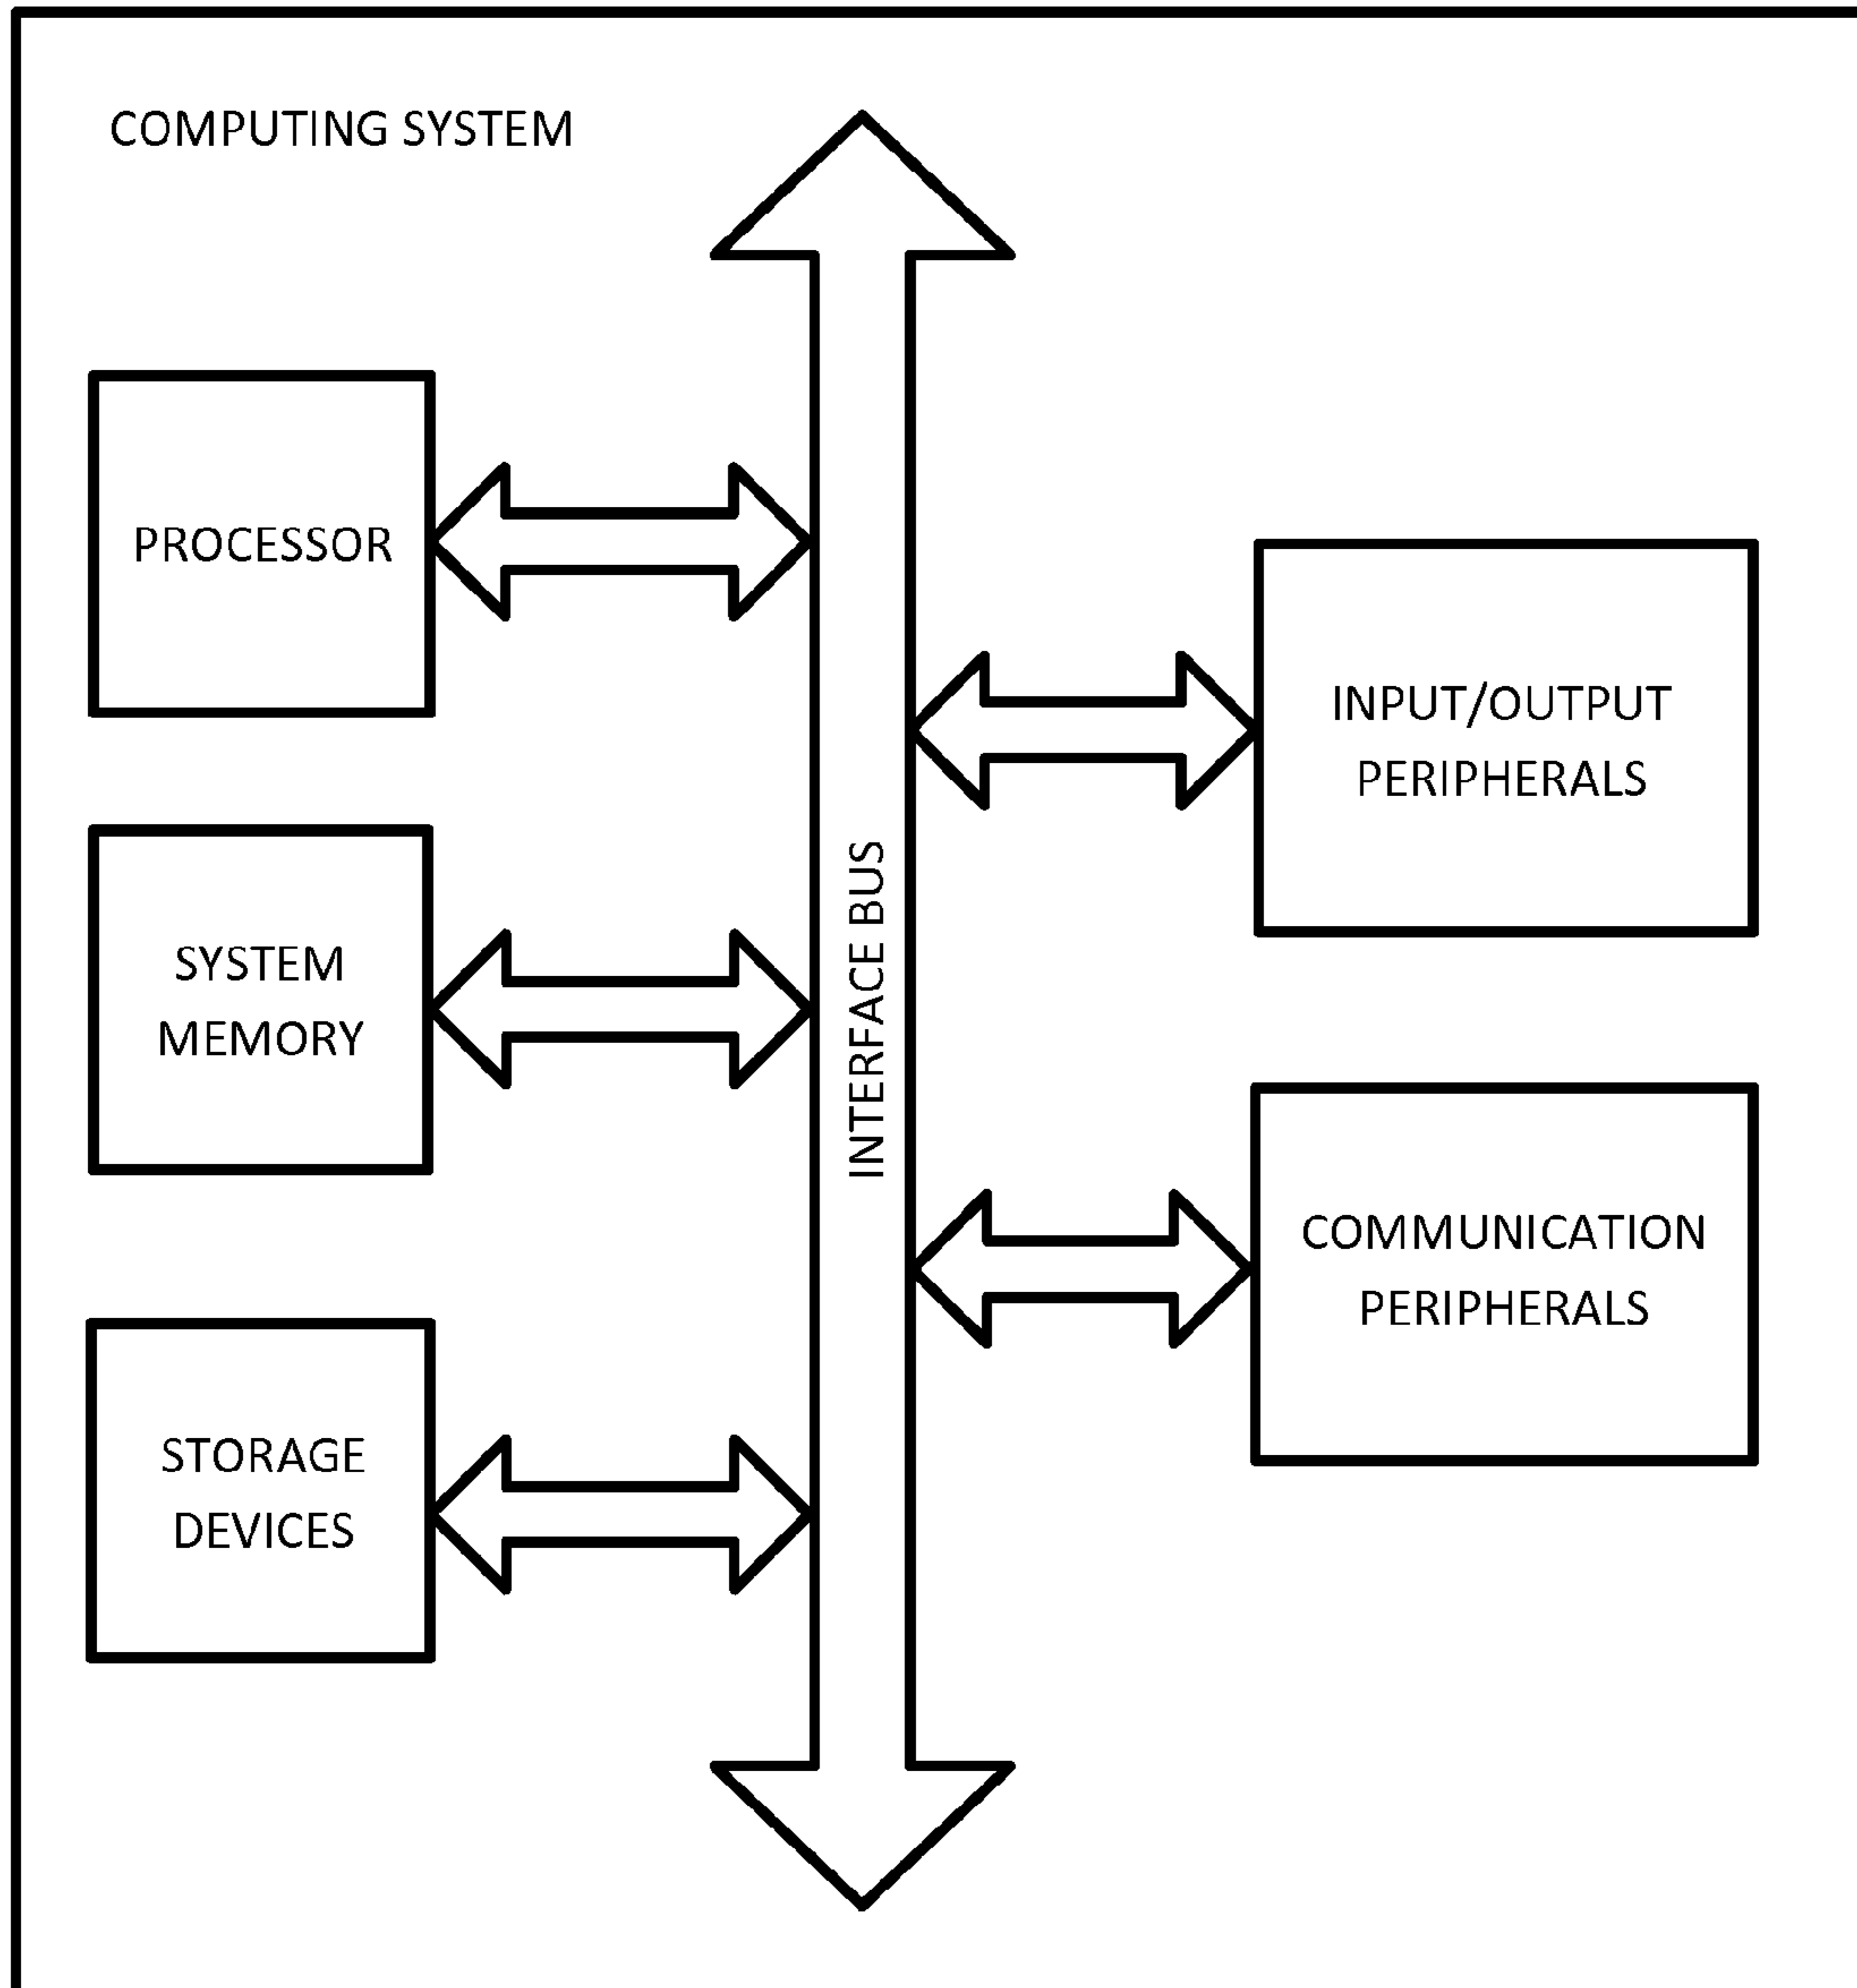 COMPUTING SYSTEM
PROCESSOR
INPUT/OUTPUT
PERIPHERALS
SYSTEM
MEMORY
INTERFACE BUS
COMMUNICATION
PERIPHERALS
STORAGE
DEVICES